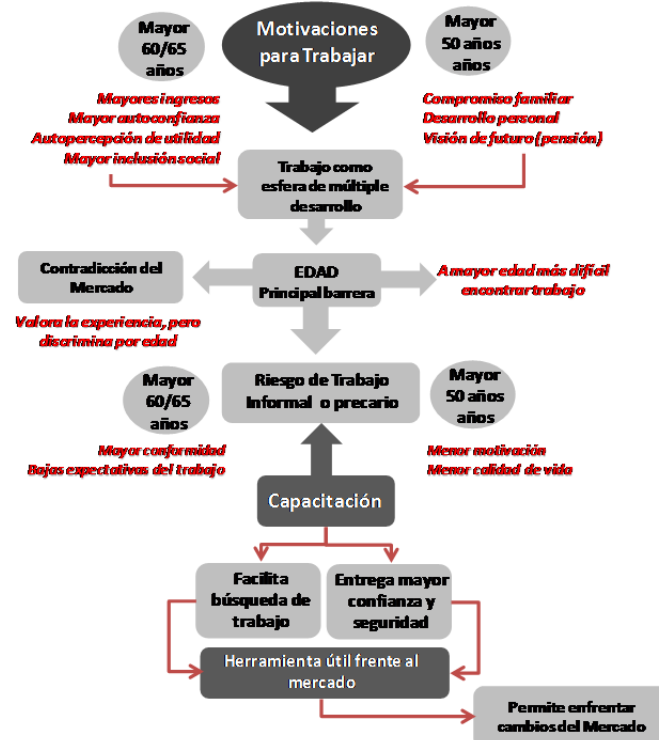 Mayor
60/65
años
Motivaciones
para Trabajar
Mayor
50 años
años
Mayores ingresos
Mayor autoconfianza
Autopercepción de utilidad
Mayor inclusión social
Compromiso familiar
Desarrollo personal
Visión de futuro (pensión)
Trabajo como
esfera de múltiple
desarrollo
Contradicción del
Mercado
EDAD
Principal barrera
A mayor edad más difícil
encontrar trabajo
Valora la experiencia, pero
discrimina por edad
Mayor
60/65
años
Riesgo de Trabajo
Informal o precario
Mayor
50 años
años
Mayor conformidad
Bajas expectativas del trabajo
Menor motivación
Menor calidad de vida
Capacitación
Facilita
búsqueda de
trabajo
Entrega mayor
confianza y
seguridad
Herramienta útil frente al
mercado
Permite enfrentar
cambios del Mercado